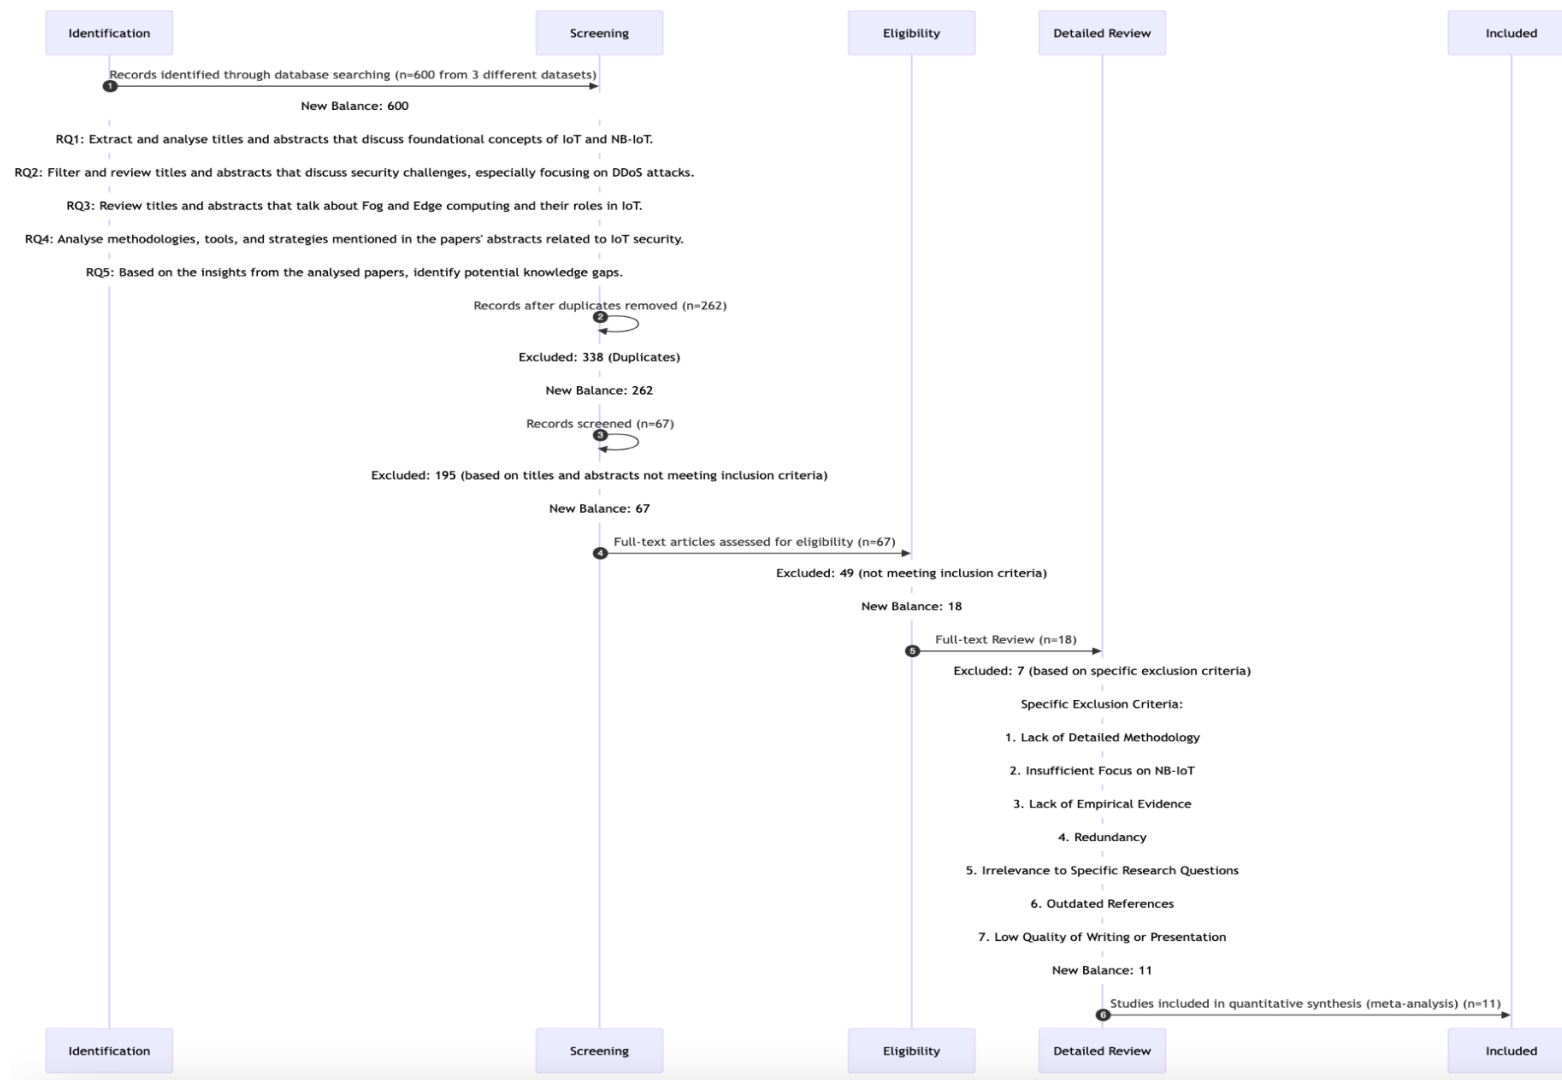 Identification
Screening
Eligibility
Detailed Review
Included
Records identified through database searching (n=600 from 3 different datasets)
1
New Balance: 600
RQ1: Extract and analyse titles and abstracts that discuss foundational concepts of IoT and NB-IoT.
RQ2: Filter and review titles and abstracts that discuss security challenges, especially focusing on DDoS attacks.
RQ3: Review titles and abstracts that talk about Fog and Edge computing and their roles in IoT.
RQ4: Analyse methodologies, tools, and strategies mentioned in the papers' abstracts related to IoT security.
RQ5: Based on the insights from the analysed papers, identify potential knowledge gaps.
Records after duplicates removed (n=262)
2
Excluded: 338 (Duplicates)
New Balance: 262
Records screened (n=67)
3
Excluded: 195 (based on titles and abstracts not meeting inclusion criteria)
New Balance: 67
Full-text articles assessed for eligibility (n=67)
4
Excluded: 49 (not meeting inclusion criteria)
New Balance: 18
Full-text Review (n=18)
5
Excluded: 7 (based on specific exclusion criteria)
Specific Exclusion Criteria:
1. Lack of Detailed Methodology
2. Insufficient Focus on NB-IoT
3. Lack of Empirical Evidence
4. Redundancy
5. Irrelevance to Specific Research Questions
6. Outdated References
7. Low Quality of Writing or Presentation
New Balance: 11
Studies included in quantitative synthesis (meta-analysis) (n=11)
6
Identification
Screening
Eligibility
Detailed Review
Included